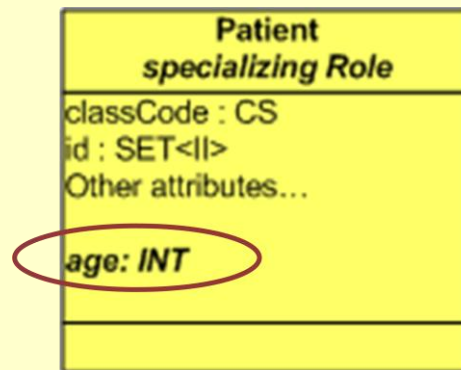 Patient
specializing Role
classCode : CS
id : SET<II>
Other attributes...
age: INT